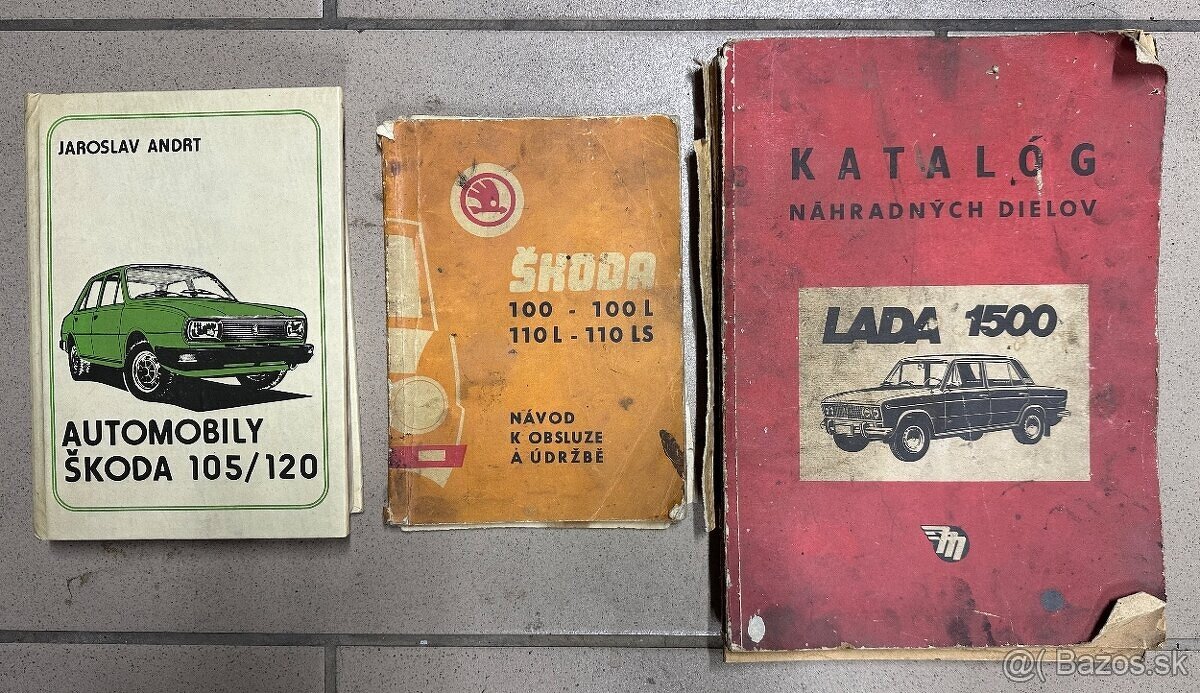 JAROSLAV ANDRT
AUTOMOBILY
ŠKODA 105/120
ŠKODA
100 - 100 L
110 L - 110 LS
NÁVOD
K OBSLUZE
A ÚDRŽBĚ
KATALÓG
NÁHRADNÝCH DIELOV
LADA 1500
@( Bazos.sk